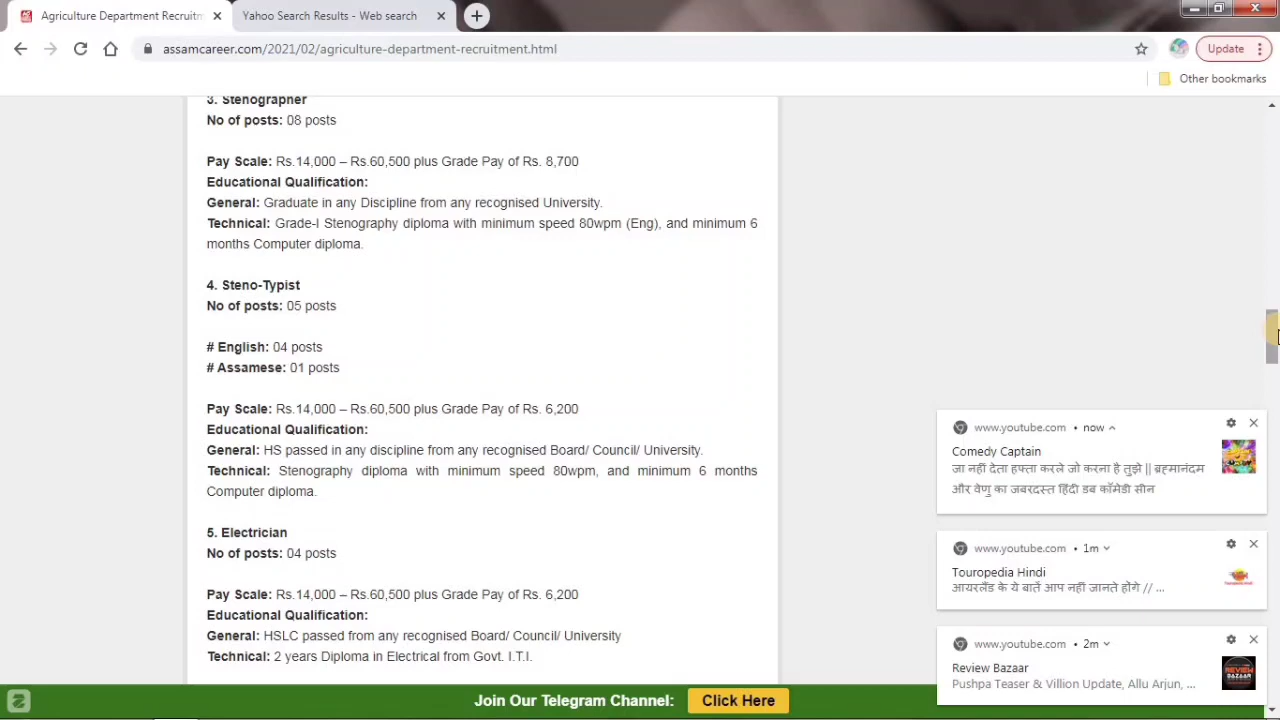 Agriculture Department Recruitm
Yahoo Search Results - Web search
assamcareer.com/2021/02/agriculture-department-recruitment.html
Update
Other bookmarks
3. Stenographer
No of posts: 08 posts
Pay Scale: Rs.14,000 – Rs.60,500 plus Grade Pay of Rs. 8,700
Educational Qualification:
General: Graduate in any Discipline from any recognised University.
Technical: Grade-I Stenography diploma with minimum speed 80wpm (Eng), and minimum 6
months Computer diploma.
4. Steno-Typist
No of posts: 05 posts
# English: 04 posts
# Assamese: 01 posts
Pay Scale: Rs.14,000 – Rs.60,500 plus Grade Pay of Rs. 6,200
Educational Qualification:
General: HS passed in any discipline from any recognised Board/ Council/ University.
Technical: Stenography diploma with minimum speed 80wpm, and minimum 6 months
Computer diploma.
5. Electrician
No of posts: 04 posts
Pay Scale: Rs.14,000 – Rs.60,500 plus Grade Pay of Rs. 6,200
Educational Qualification:
General: HSLC passed from any recognised Board/ Council/ University
Technical: 2 years Diploma in Electrical from Govt. I.T.I.
www.youtube.com • now
Comedy Captain
जा नहीं देता हफ्ता करले जो करना है तुझे || ब्रह्मानंदम
और वेणु का जबरदस्त हिंदी डब कॉमेडी सीन
www.youtube.com • 1m
Touropedia Hindi
आयरलैंड के ये बातें आप नहीं जानते होंगे // ...
www.youtube.com • 2m
Review Bazaar
Pushpa Teaser & Villion Update, Allu Arjun, ...
Join Our Telegram Channel: Click Here